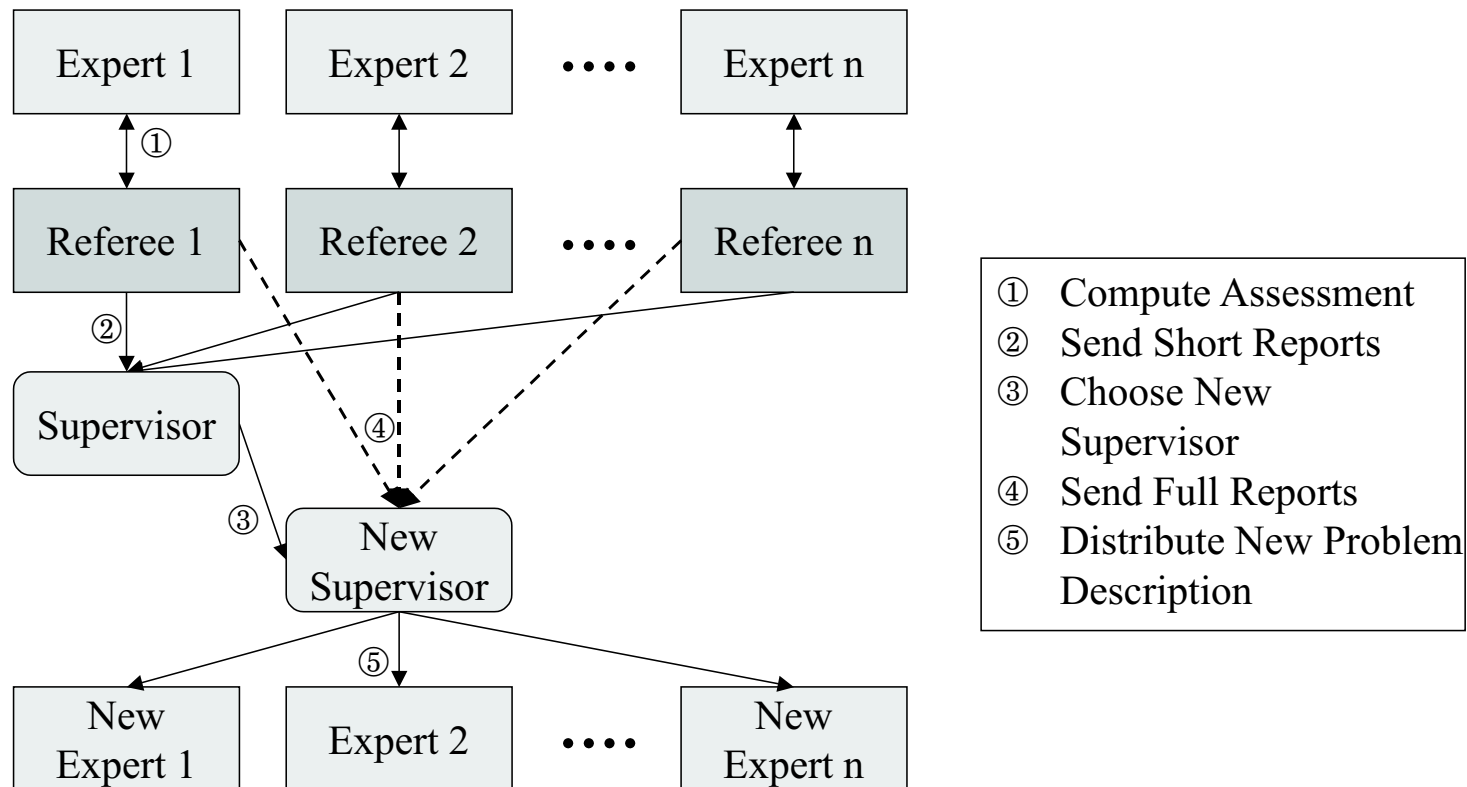 Expert 1
Expert 2
Expert n
①
Referee 1
Referee 2
Referee n
②
Supervisor
④
③
New
Supervisor
⑤
New
Expert 1
Expert 2
New
Expert n
① Compute Assessment
② Send Short Reports
③ Choose New
Supervisor
④ Send Full Reports
⑤ Distribute New Problem
Description